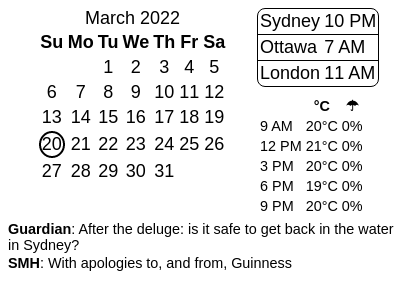 March 2022
Su Mo Tu We Th Fr Sa
1 2 3 4 5
6 7 8 9 10 11 12
13 14 15 16 17 18 19
20 21 22 23 24 25 26
27 28 29 30 31
Sydney 10 PM
Ottawa 7 AM
London 11 AM
°C ☂
9 AM 20°C 0%
12 PM 21°C 0%
3 PM 20°C 0%
6 PM 19°C 0%
9 PM 20°C 0%
Guardian: After the deluge: is it safe to get back in the water
in Sydney?
SMH: With apologies to, and from, Guinness